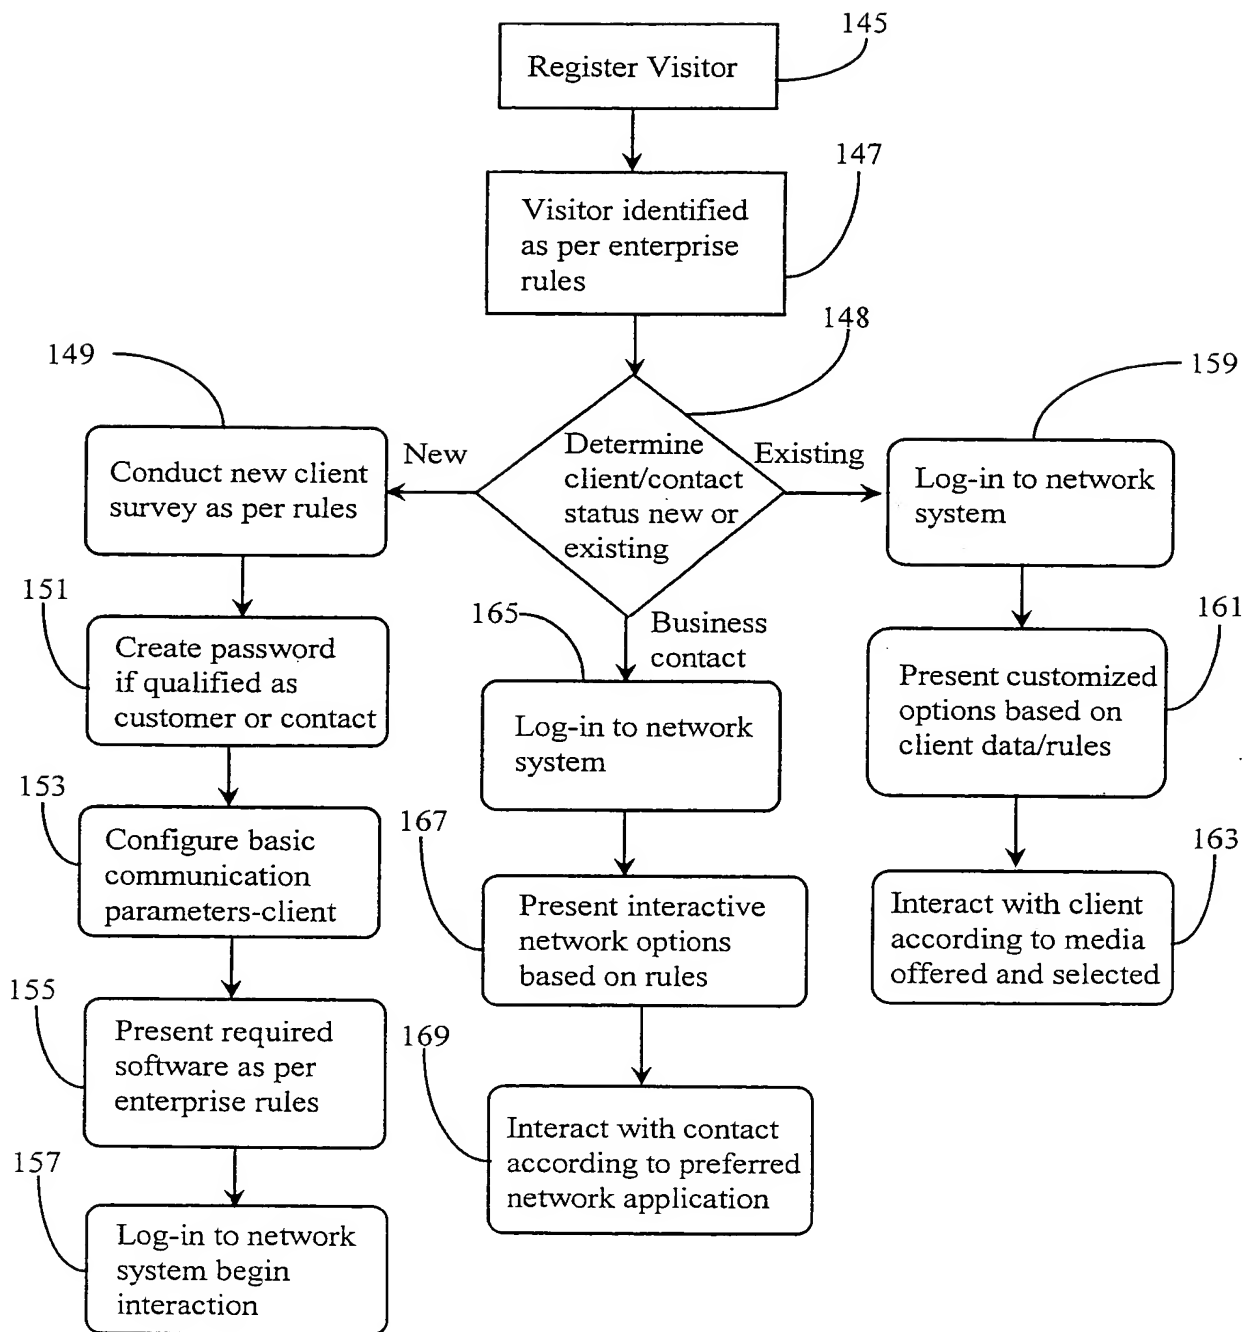 145
Register Visitor
147
Visitor identified
as per enterprise
rules
148
149
159
New
Determine
client/contact
status new or
existing
Existing
Conduct new client
survey as per rules
Log-in to network
system
151
Create password
if qualified as
customer or contact
165
Business
contact
161
Present customized
options based on
client data/rules
Log-in to network
system
153
Configure basic
communication
parameters-client
167
Present interactive
network options
based on rules
163
Interact with client
according to media
offered and selected
155
Present required
software as per
enterprise rules
169
Interact with contact
according to preferred
network application
157
Log-in to network
system begin
interaction